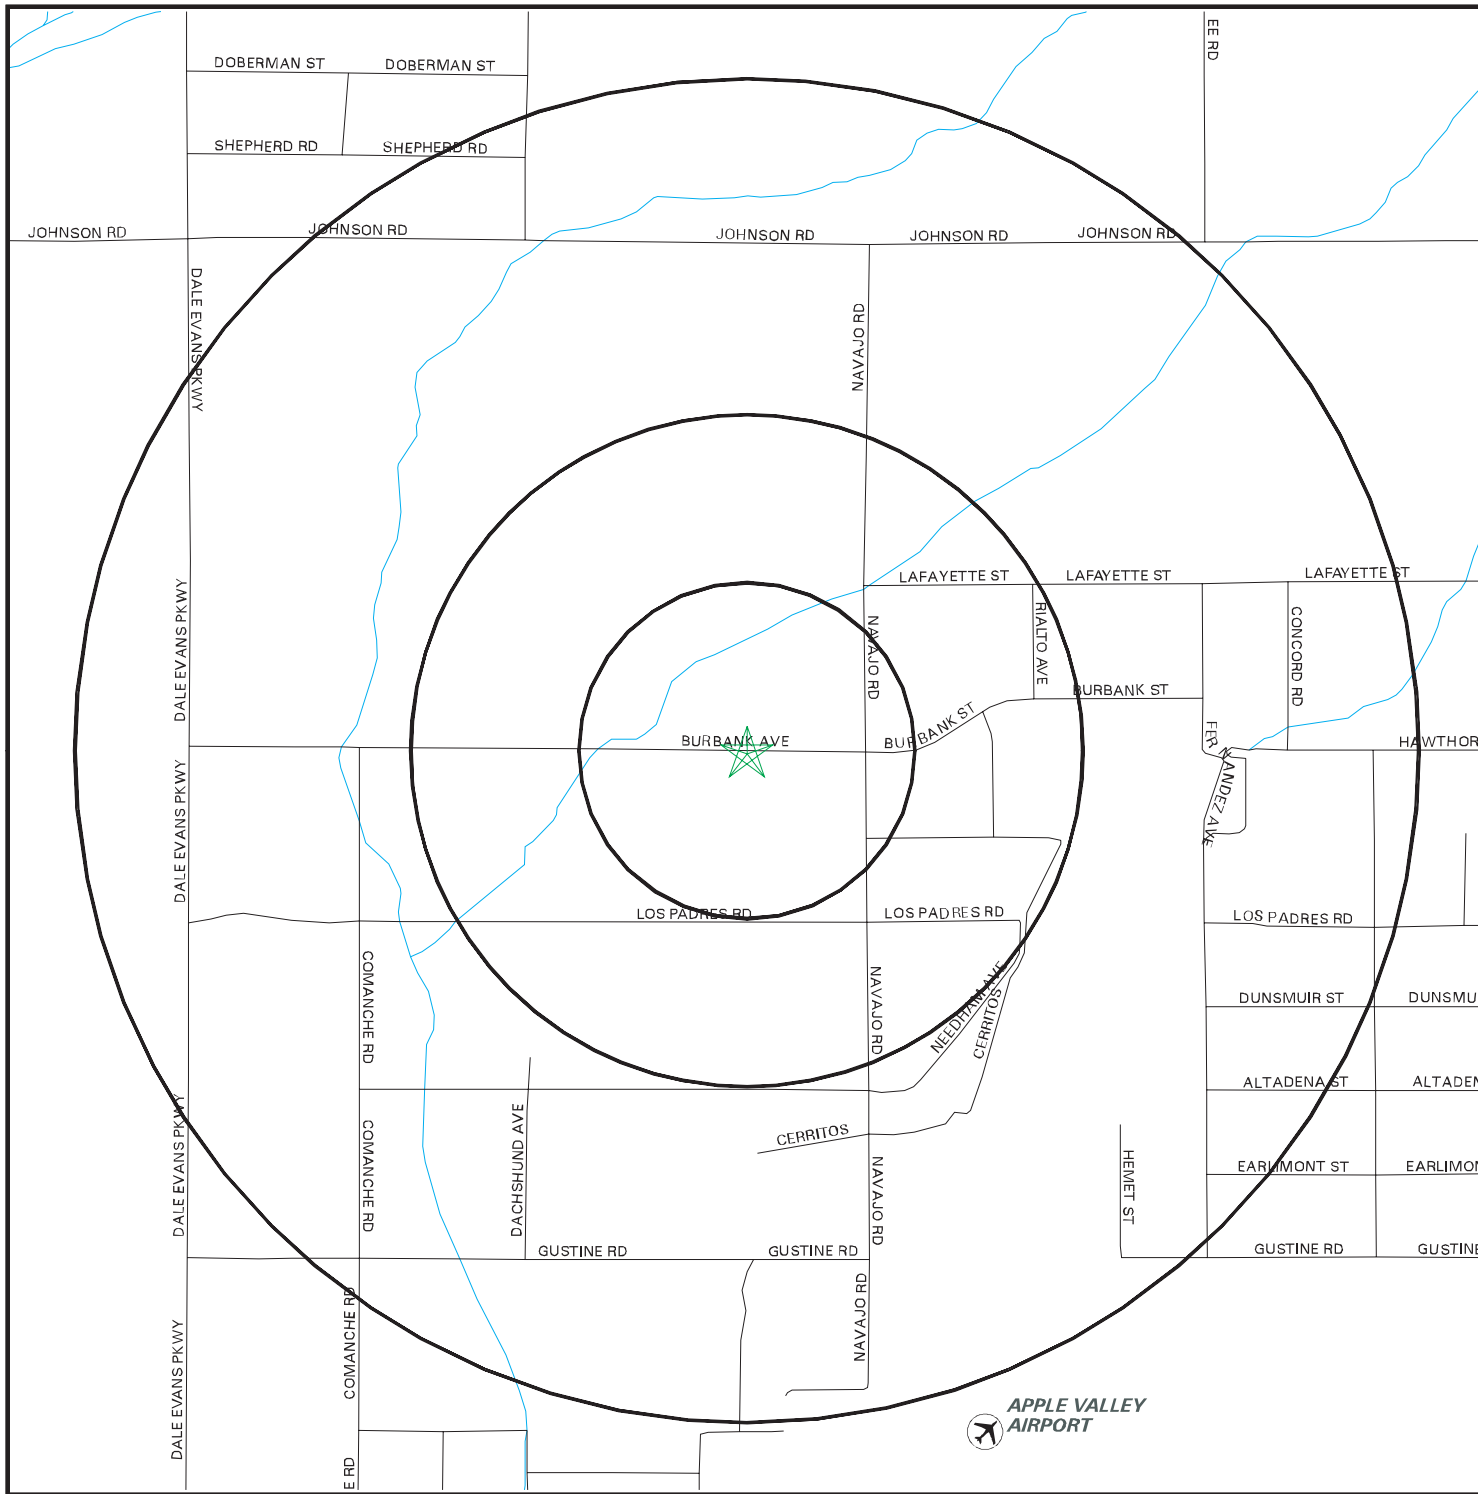 EE RD
DOBERMAN ST
DOBERMAN ST
SHEPHERD RD
SHEPHERD RD
JOHNSON RD
JOHNSON RD
JOHNSON RD
JOHNSON RD
JOHNSON RD
DALE EVANS PKWY
NAVAJO RD
LAFAYETTE ST
LAFAYETTE ST
LAFAYETTE ST
DALE EVANS PKWY
NAVAJO RD
RIALTO AVE
CONCORD RD
BURBANK ST
BURBANK AVE
BURBANK ST
HAWTHOR
FERNANDEZ AVE
DALE EVANS PKWY
LOS PADRES RD
LOS PADRES RD
LOS PADRES RD
COMANCHE RD
NAVAJO RD
NEEDHAM AVE
CERRITOS
DUNSMUIR ST
DUNSMU
ALTADENA ST
ALTADEN
DALE EVANS PKWY
COMANCHE RD
DACHSHUND AVE
CERRITOS
NAVAJO RD
HEMET ST
EARLIMONT ST
EARLIMON
GUSTINE RD
GUSTINE RD
GUSTINE RD
GUSTINE
DALE EVANS PKWY
COMANCHE RD
NAVAJO RD
APPLE VALLEY
AIRPORT
E RD